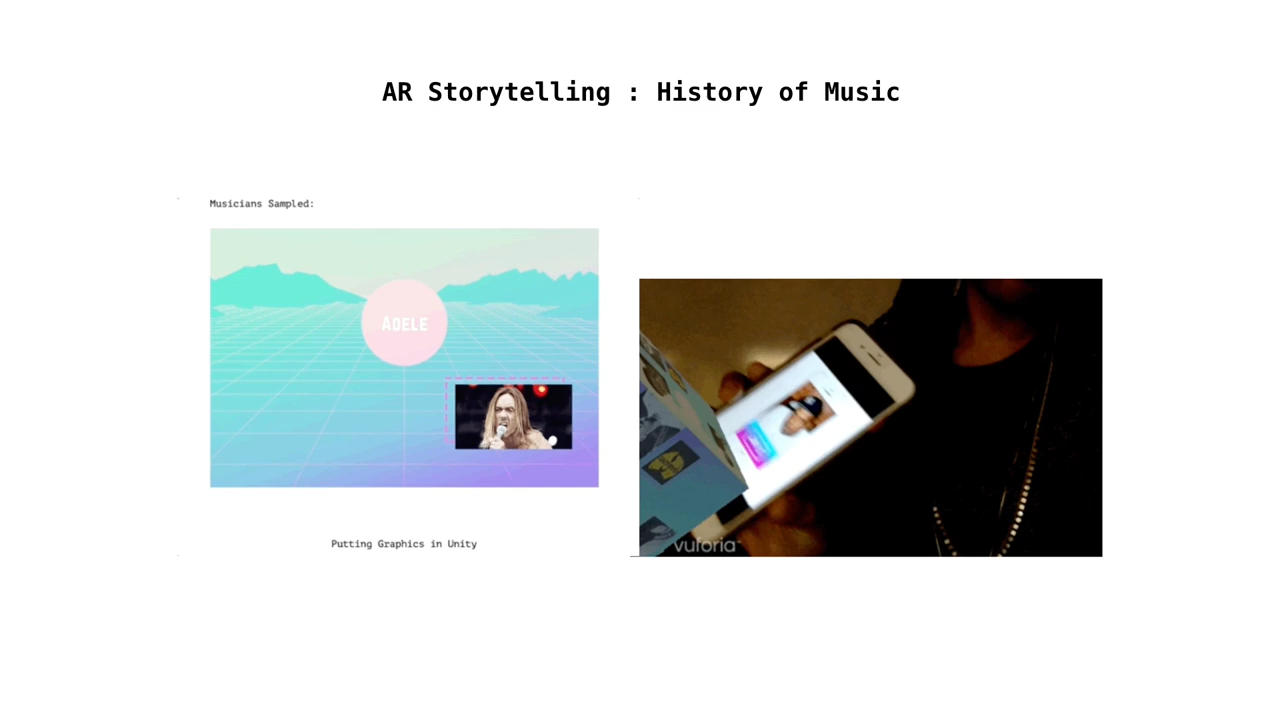 AR Storytelling : History of Music
Musicians Sampled:
ADELE
Putting Graphics in Unity
vuforia